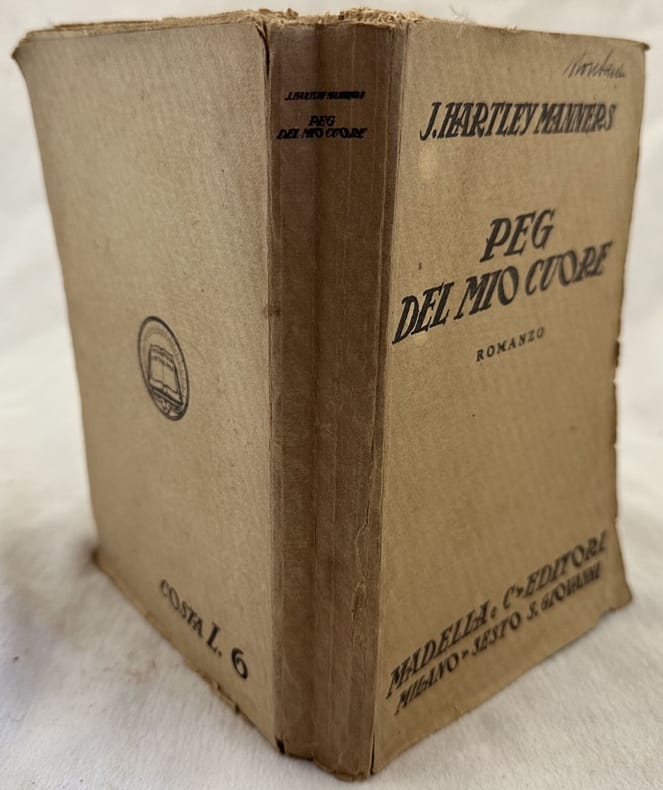 J. HARTLEY MANNERS
PEG
DEL MIO CUORE
ROMANZO
MADELLA e Cº EDITORI
MILANO - SESTO S. GIOVANNI
J. HARTLEY MANNERS
PEG
DEL MIO CUORE
COSTA L. 6